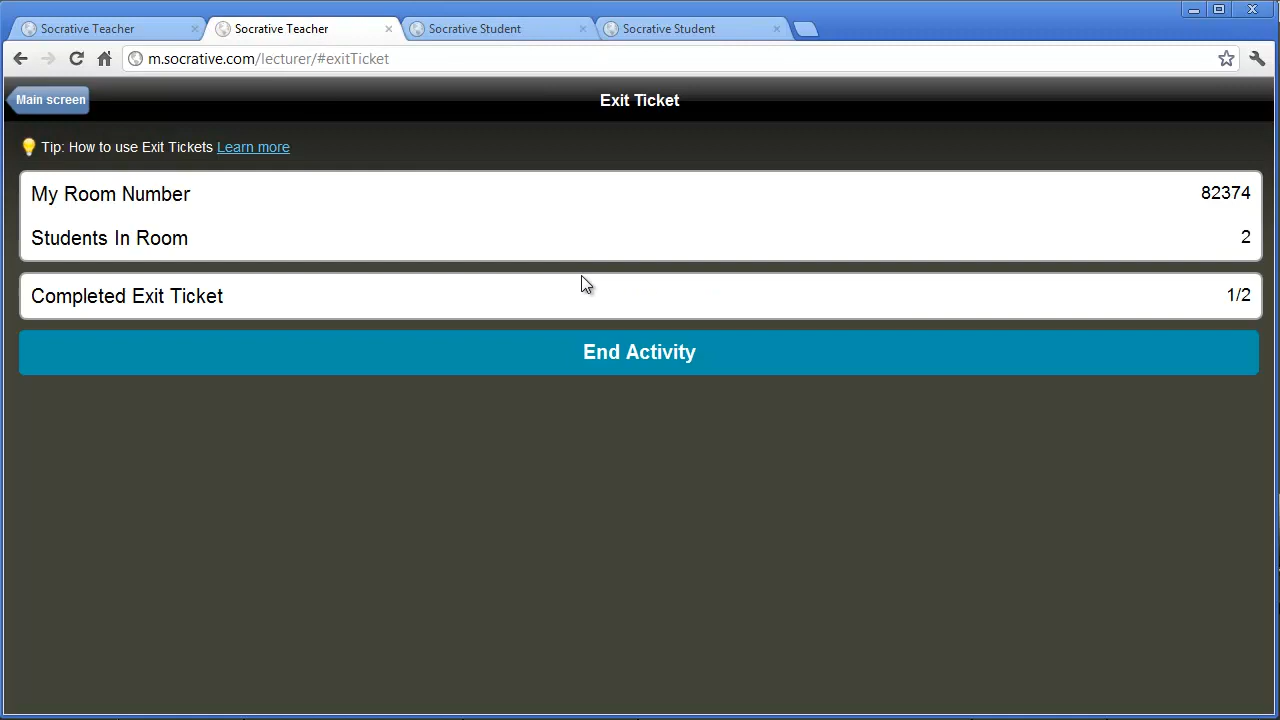 Socrative Teacher
Socrative Teacher
Socrative Student
Socrative Student
m.socrative.com/lecturer/#exitTicket
Main screen
Exit Ticket
Tip: How to use Exit Tickets Learn more
My Room Number 82374
Students In Room 2
Completed Exit Ticket 1/2
End Activity